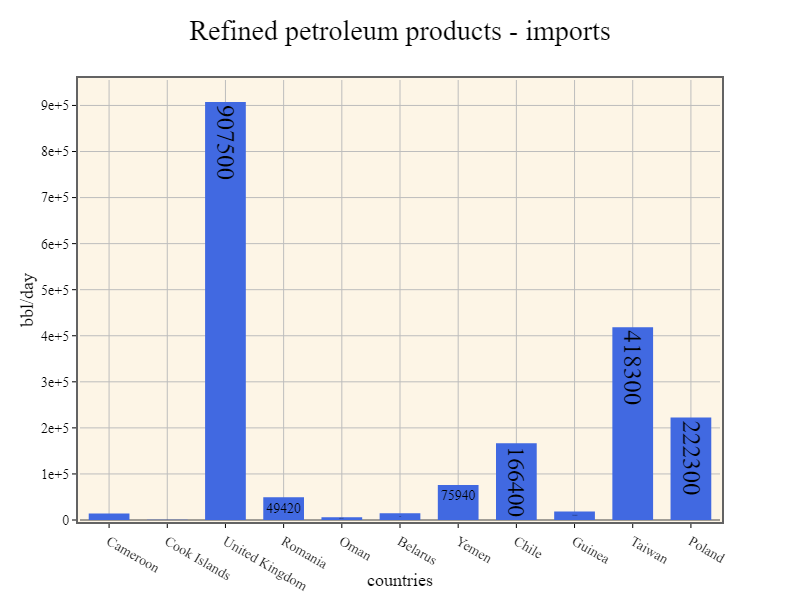 Refined petroleum products - imports
bbl/day
9e+5
8e+5
7e+5
6e+5
5e+5
4e+5
3e+5
2e+5
1e+5
0
907500
49420
75940
166400
418300
222300
Cameroon
Cook Islands
United Kingdom
Romania
Oman
Belarus
Yemen
Chile
Guinea
Taiwan
Poland
countries